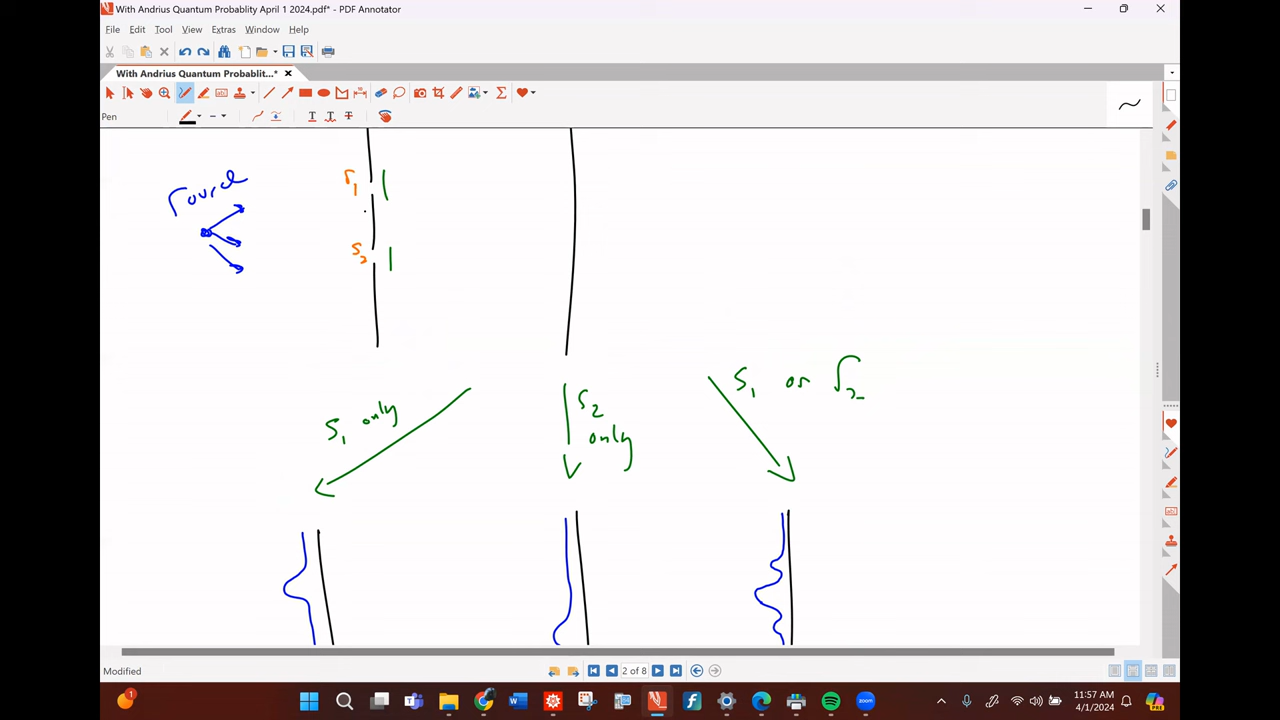 With Andrius Quantum Probablity April 1 2024.pdf* - PDF Annotator
File Edit Tool View Extras Window Help
With Andrius Quantum Probablit...*
Pen
S1
S2
S1 only
S2
only
S1 or S2
Modified
2 of 8
11:57 AM
4/1/2024